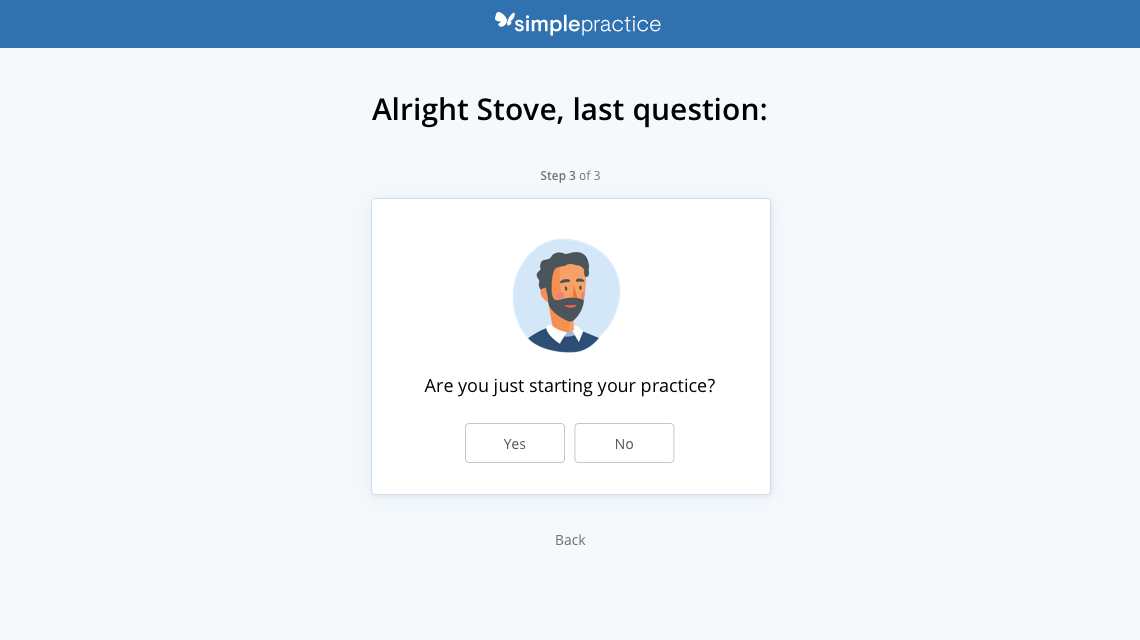 simplepractice
Alright Stove, last question:
Step 3 of 3
Are you just starting your practice?
Yes
No
Back